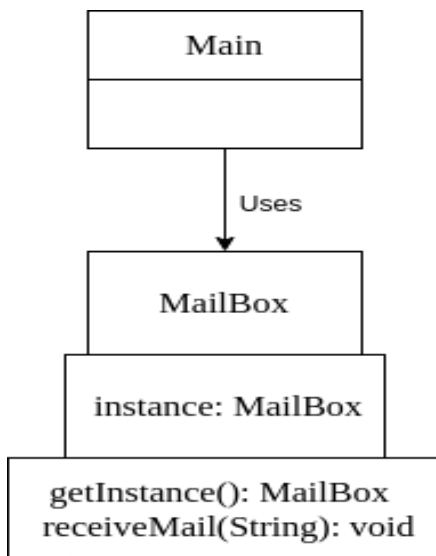 Main
Uses
MailBox
instance: MailBox
getInstance(): MailBox
receiveMail(String): void